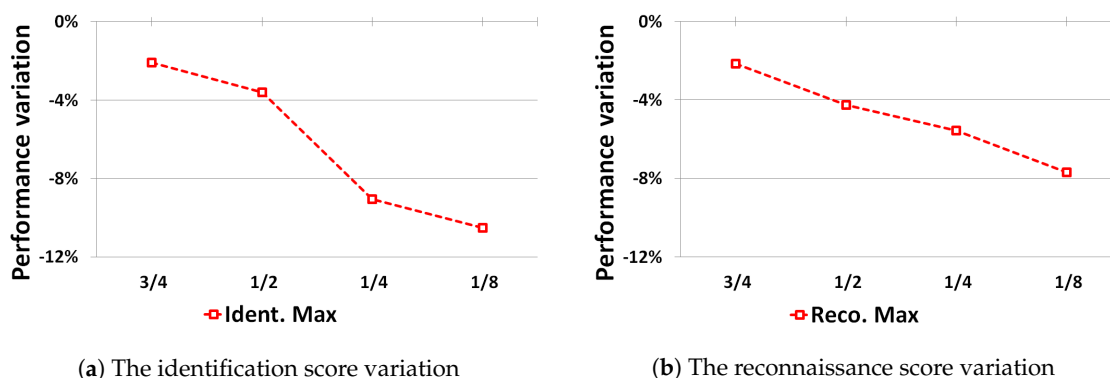 Performance variation
0%
-4%
-8%
-12%
3/4 1/2 1/4 1/8
Ident. Max
(a) The identification score variation
Performance variation
0%
-4%
-8%
-12%
3/4 1/2 1/4 1/8
Reco. Max
(b) The reconnaissance score variation